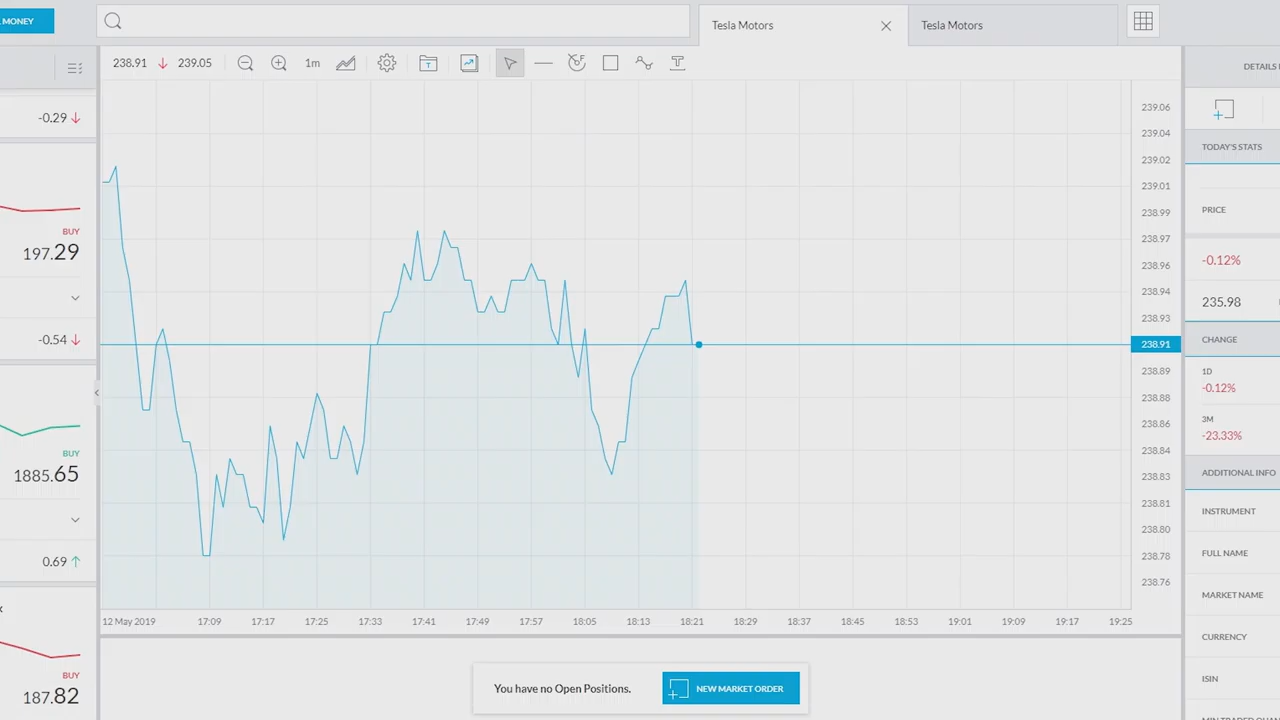 MONEY
Tesla Motors
Tesla Motors
238.91
239.05
1m
T
F
T
-0.29
BUY
197.29
-0.54
BUY
1885.65
0.69
BUY
187.82
239.06
239.04
239.02
239.01
238.99
238.97
238.96
238.94
238.93
238.91
238.89
238.88
238.86
238.84
238.83
238.81
238.80
238.78
238.76
12 May 2019 17:09 17:17 17:25 17:33 17:41 17:49 17:57 18:05 18:13 18:21 18:29 18:37 18:45 18:53 19:01 19:09 19:17 19:25
You have no Open Positions.
NEW MARKET ORDER
DETAILS
TODAY'S STATS
PRICE
-0.12%
235.98
CHANGE
1D
-0.12%
3M
-23.33%
ADDITIONAL INFO
INSTRUMENT
FULL NAME
MARKET NAME
CURRENCY
ISIN